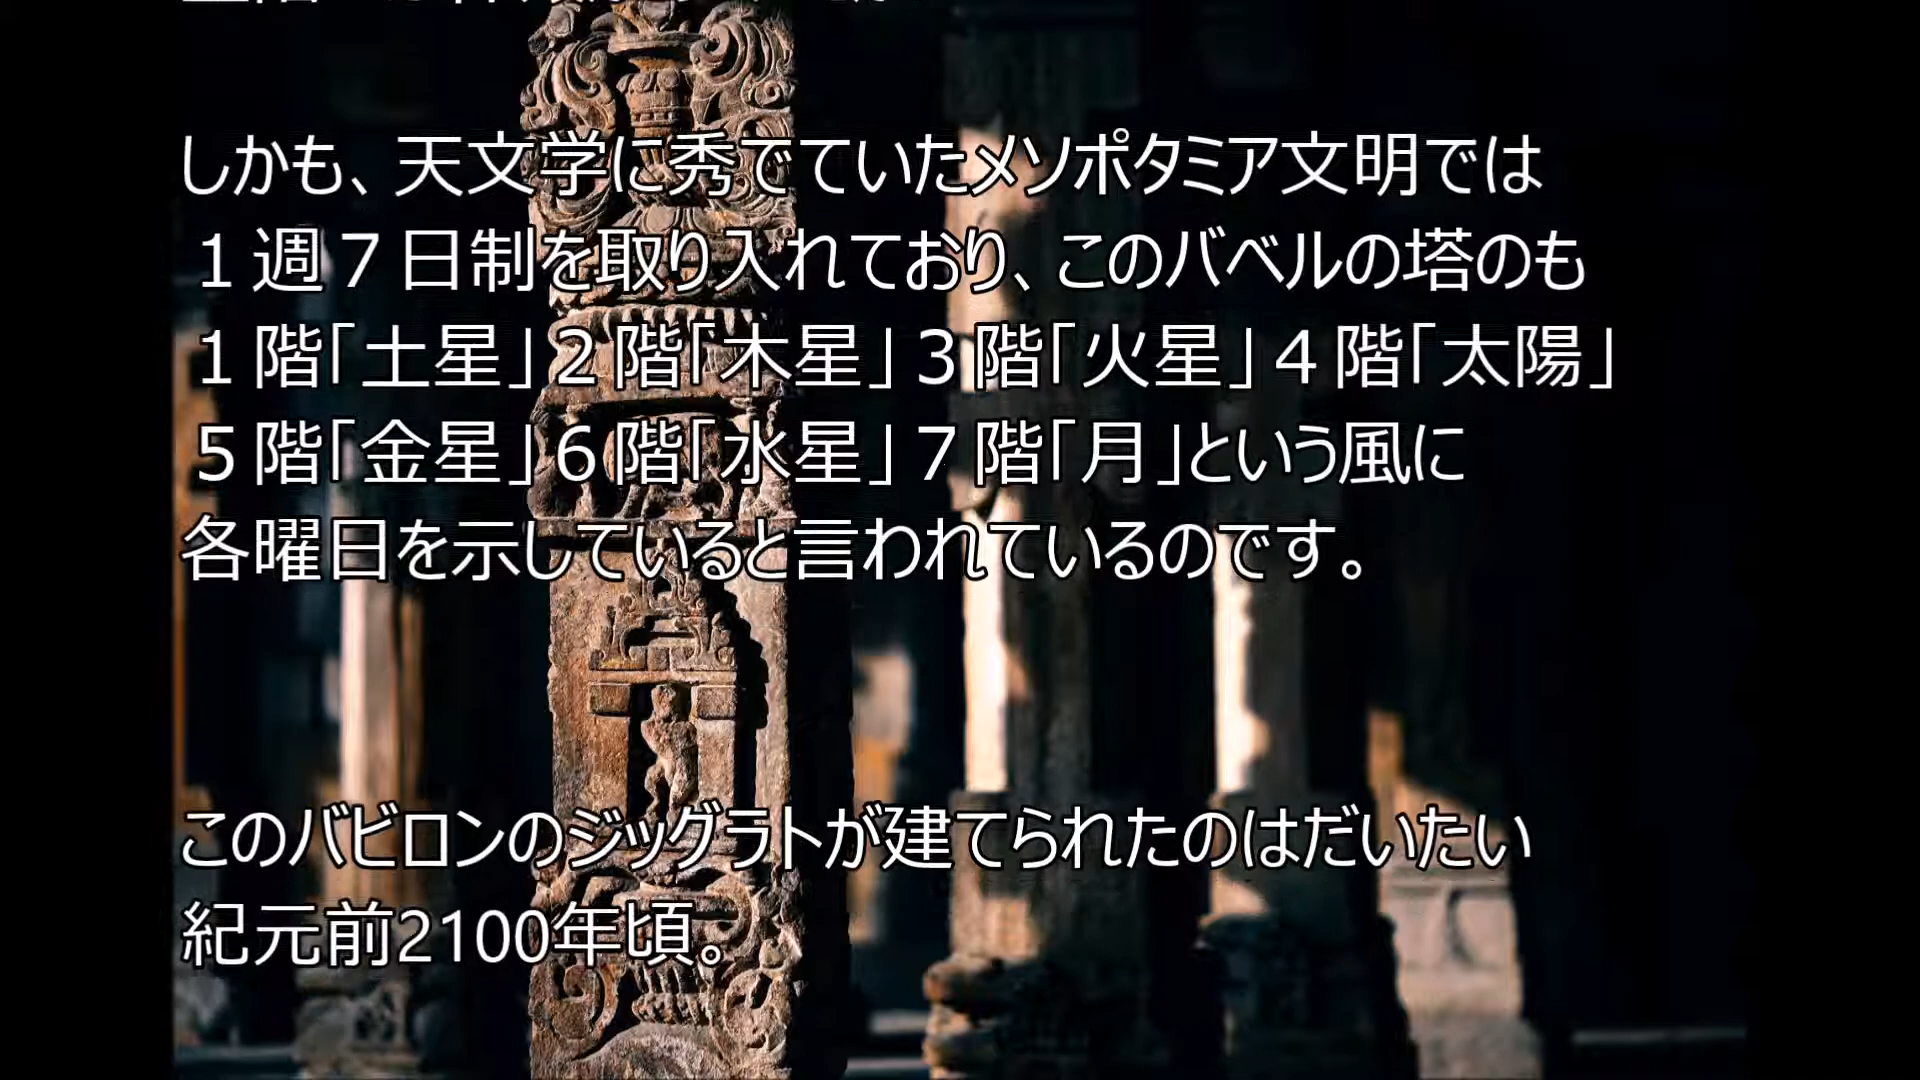 しかも、天文学に秀でていたメソポタミア文明では
１週７日制を取り入れており、このバベルの塔のも
１階「土星」２階「木星」３階「火星」４階「太陽」
５階「金星」６階「水星」７階「月」という風に
各曜日を示していると言われているのです。
このバビロンのジッグラトが建てられたのはだいたい
紀元前2100年頃。